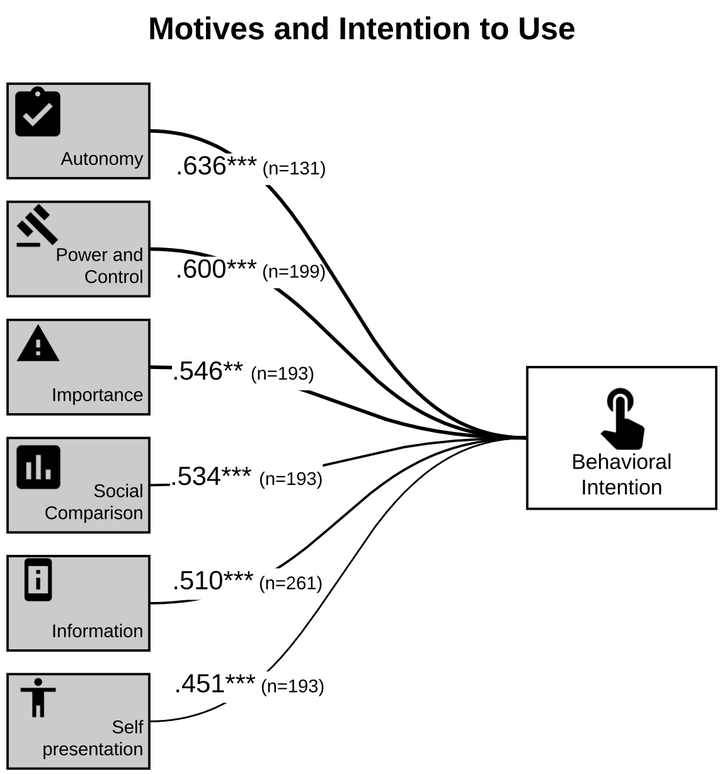 Motives and Intention to Use
Autonomy
.636*** (n=131)
Power and
Control
.600*** (n=199)
Importance
.546** (n=193)
Behavioral
Intention
Social
Comparison
.534*** (n=193)
Information
.510*** (n=261)
Self
presentation
.451*** (n=193)